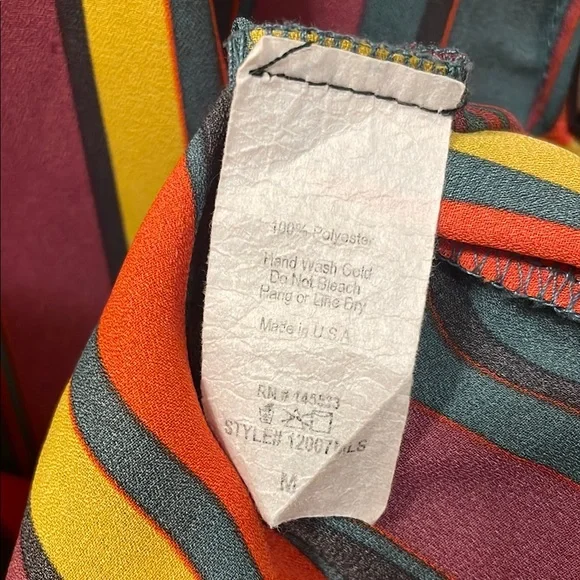 100% Polyester
Hand Wash Cold
Do Not Bleach
Hang or Line Dry
Made in U.S.A
RN #
STYLE#
M